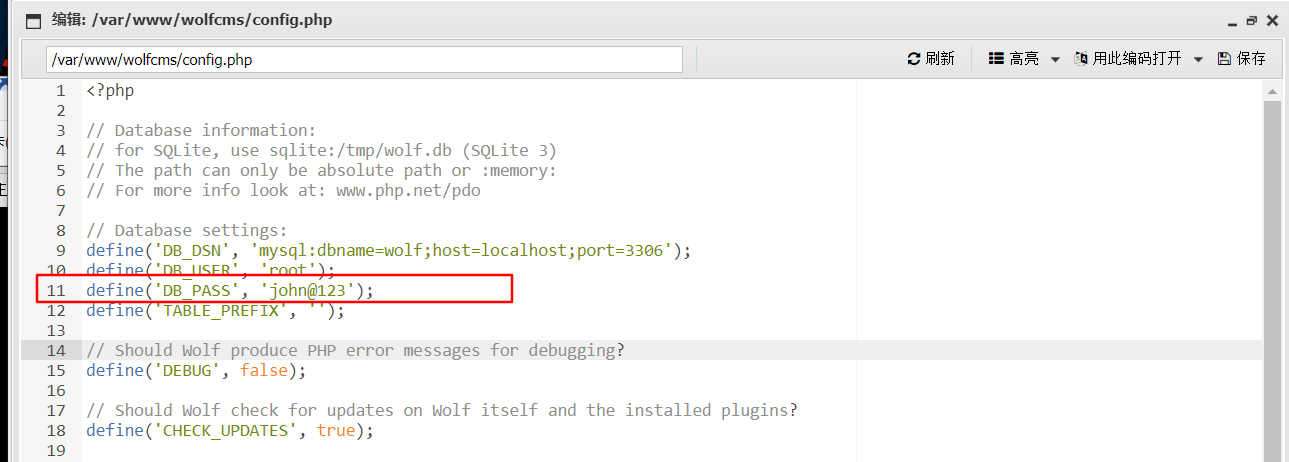 编辑: /var/www/wolfcms/config.php
/var/www/wolfcms/config.php 刷新 高亮 用此编码打开 保存
1 <?php
2
3 // Database information:
4 // for SQLite, use sqlite:/tmp/wolf.db (SQLite 3)
5 // The path can only be absolute path or :memory:
6 // For more info look at: www.php.net/pdo
7
8 // Database settings:
9 define('DB_DSN', 'mysql:dbname=wolf;host=localhost;port=3306');
10 define('DB_USER', 'root');
11 define('DB_PASS', 'john@123');
12 define('TABLE_PREFIX', '');
13
14 // Should Wolf produce PHP error messages for debugging?
15 define('DEBUG', false);
16
17 // Should Wolf check for updates on Wolf itself and the installed plugins?
18 define('CHECK_UPDATES', true);
19